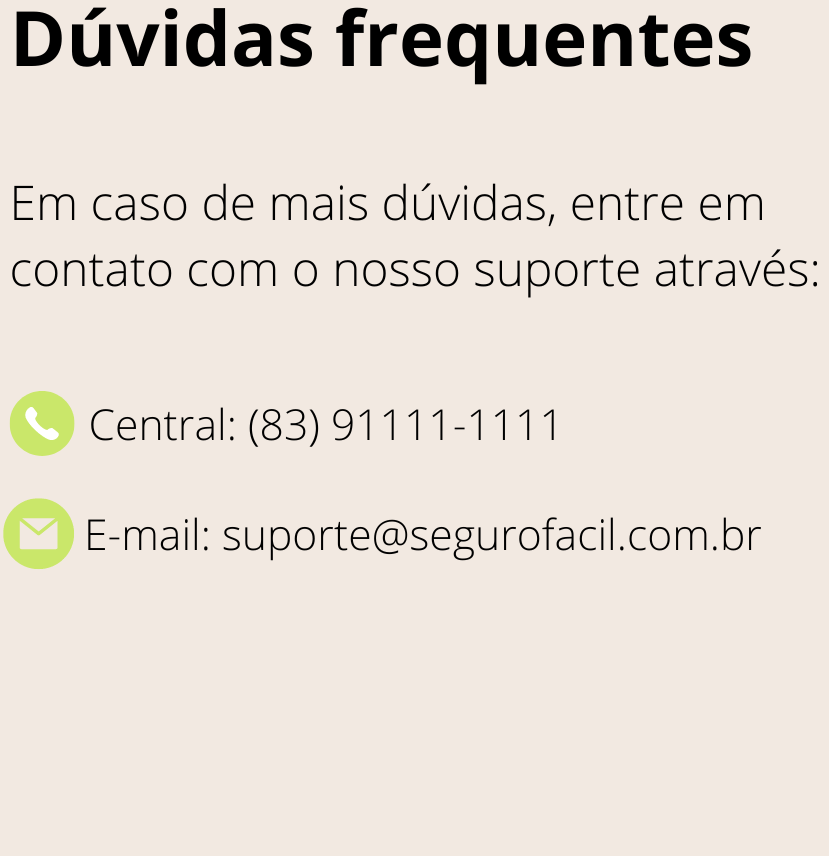 Dúvidas frequentes
Em caso de mais dúvidas, entre em
contato com o nosso suporte através:
Central: (83) 91111-1111
E-mail: suporte@segurofacil.com.br